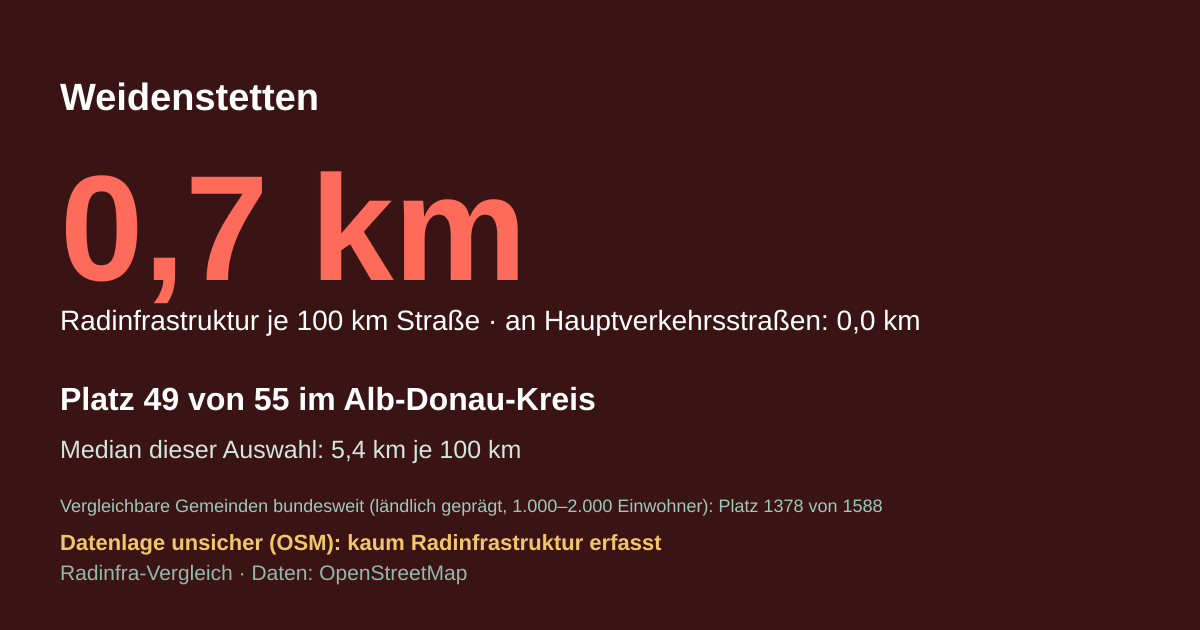 Weidenstetten
0,7 km
Radinfrastruktur je 100 km Straße · an Hauptverkehrsstraßen: 0,0 km
Platz 49 von 55 im Alb-Donau-Kreis
Median dieser Auswahl: 5,4 km je 100 km
Vergleichbare Gemeinden bundesweit (ländlich geprägt, 1.000–2.000 Einwohner): Platz 1378 von 1588
Datenlage unsicher (OSM): kaum Radinfrastruktur erfasst
Radinfra-Vergleich · Daten: OpenStreetMap